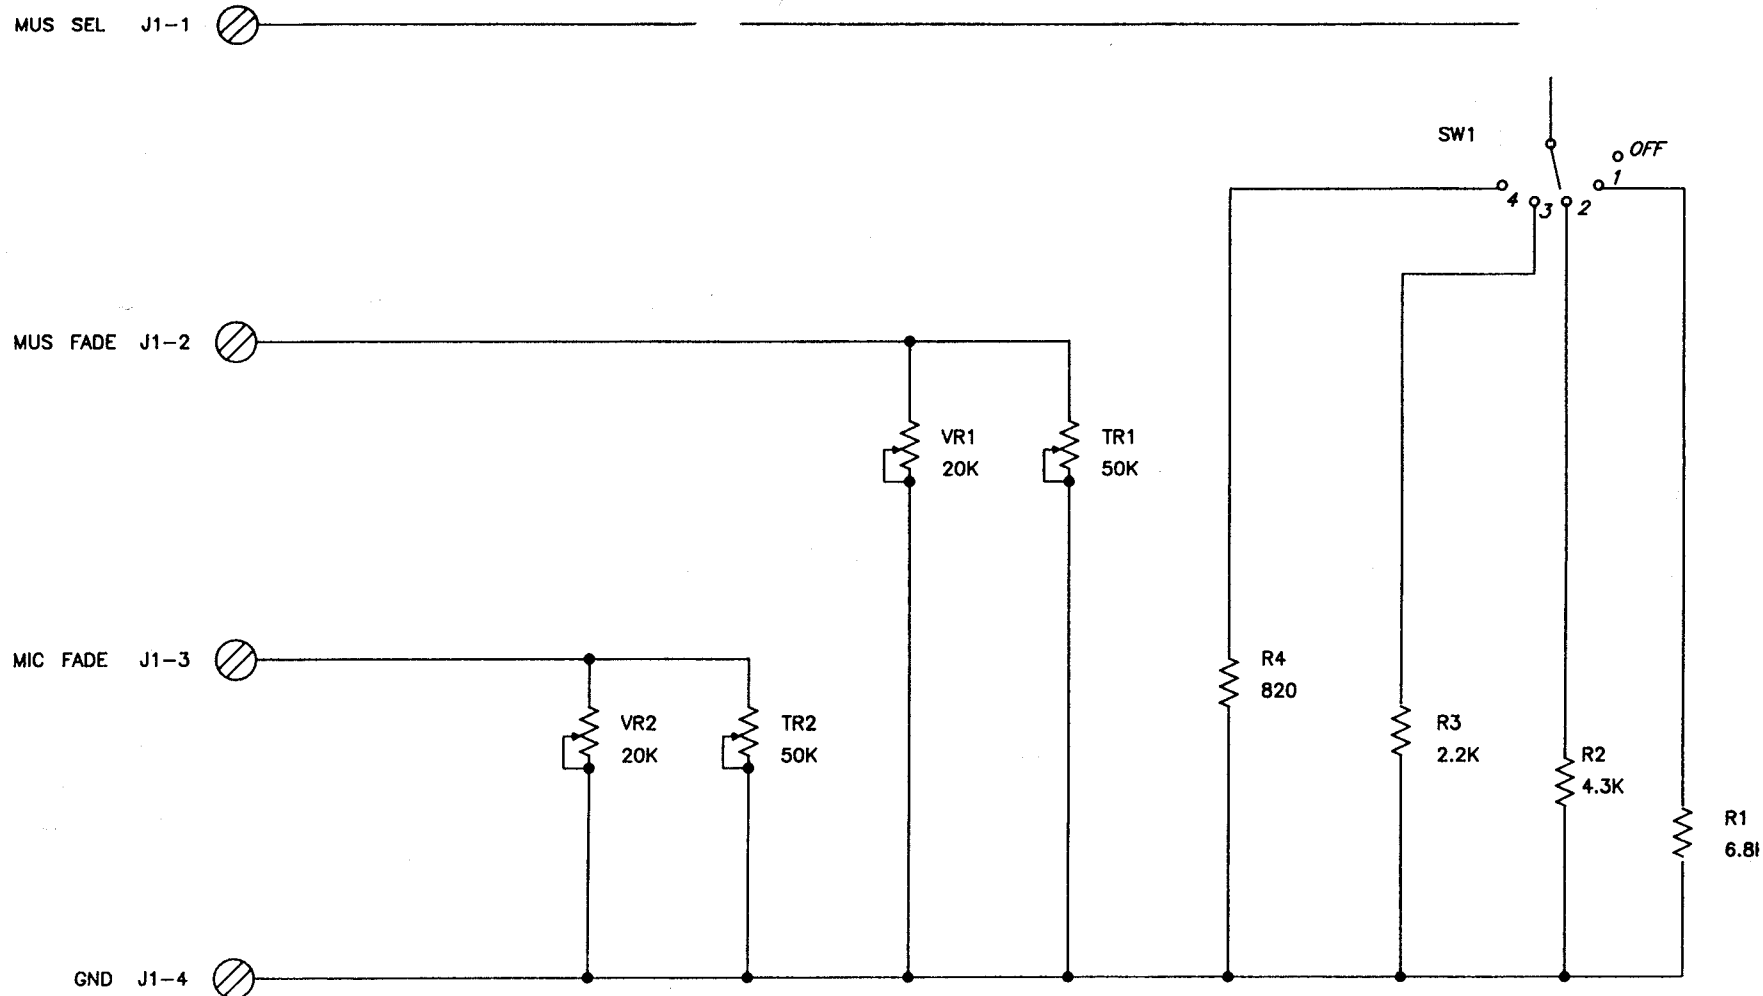 MUS SEL J1-1
SW1
OFF
1
4
3
2
MUS FADE J1-2
VR1
20K
TR1
50K
MIC FADE J1-3
R4
820
VR2
20K
TR2
50K
R3
2.2K
R2
4.3K
R1
6.8
GND J1-4